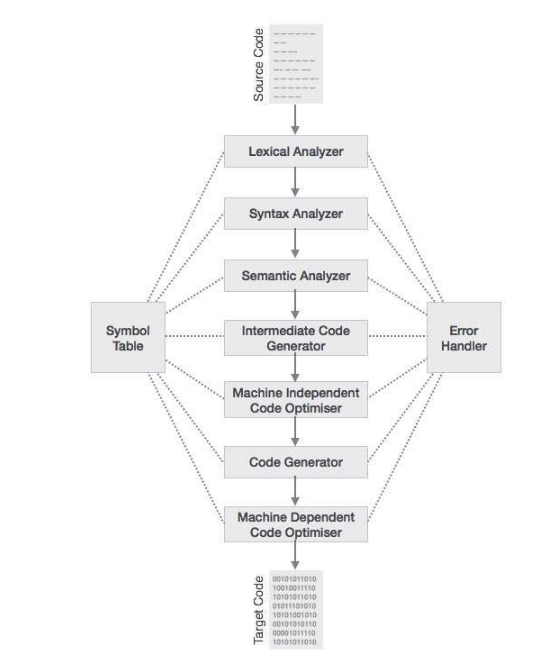 Source Code
Lexical Analyzer
Syntax Analyzer
Semantic Analyzer
Symbol
Table
Intermediate Code
Generator
Error
Handler
Machine Independent
Code Optimiser
Code Generator
Machine Dependent
Code Optimiser
Target Code
00101011010
10010011110
10101011010
01011101010
10101001010
00101010110
00001011110
10101011010